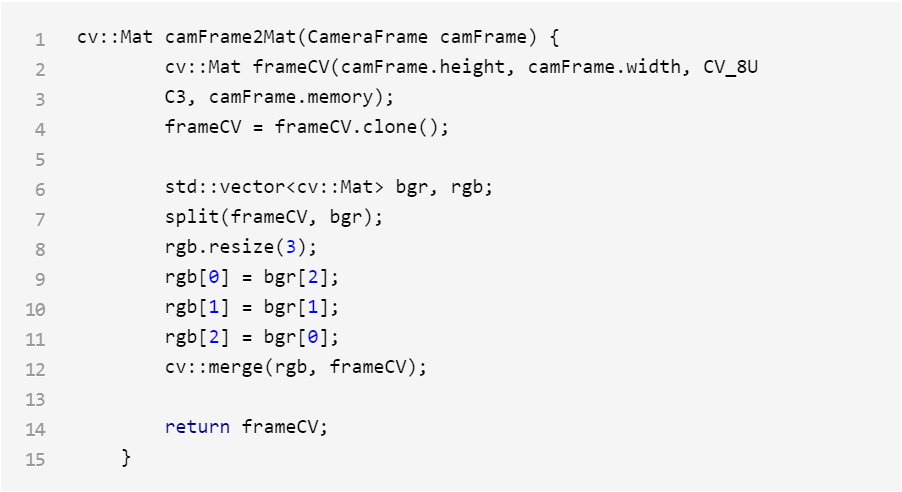 1 cv::Mat camFrame2Mat(CameraFrame camFrame) {
2 cv::Mat frameCV(camFrame.height, camFrame.width, CV_8U
3 C3, camFrame.memory);
4 frameCV = frameCV.clone();
5
6 std::vector<cv::Mat> bgr, rgb;
7 split(frameCV, bgr);
8 rgb.resize(3);
9 rgb[0] = bgr[2];
10 rgb[1] = bgr[1];
11 rgb[2] = bgr[0];
12 cv::merge(rgb, frameCV);
13
14 return frameCV;
15 }